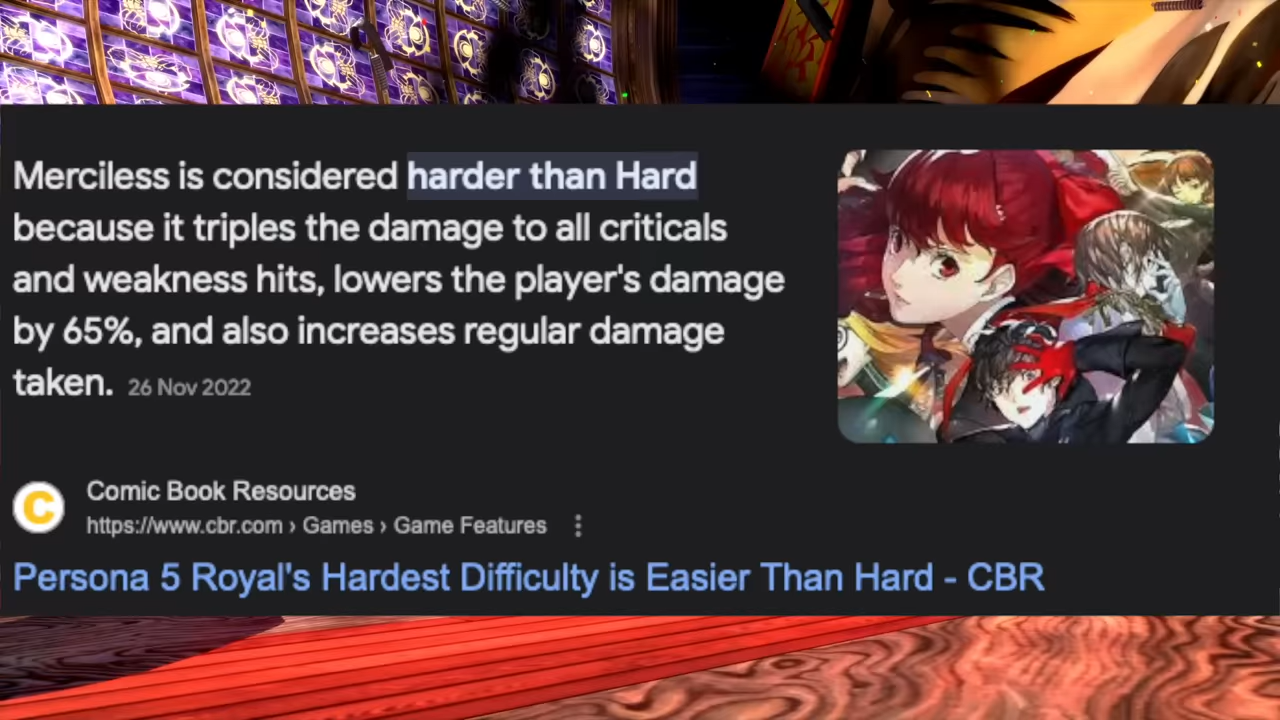 Merciless is considered harder than Hard
because it triples the damage to all criticals
and weakness hits, lowers the player's damage
by 65%, and also increases regular damage
taken. 26 Nov 2022
C
Comic Book Resources
https://www.cbr.com › Games › Game Features
Persona 5 Royal's Hardest Difficulty is Easier Than Hard - CBR